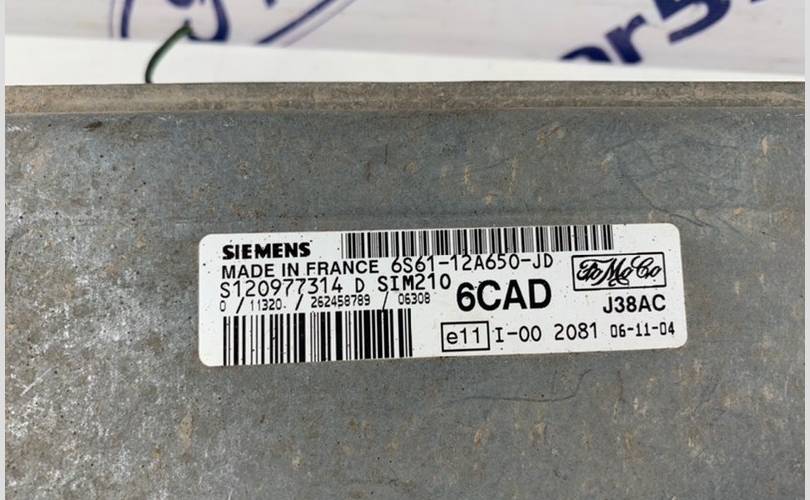 SIEMENS
MADE IN FRANCE 6S61-12A650-JD
S120977314 D SIM210
0 / 11320. / 262458789 / 06308
6CAD
FoMoCo
J38AC
e11 I-00 2081 06-11-04